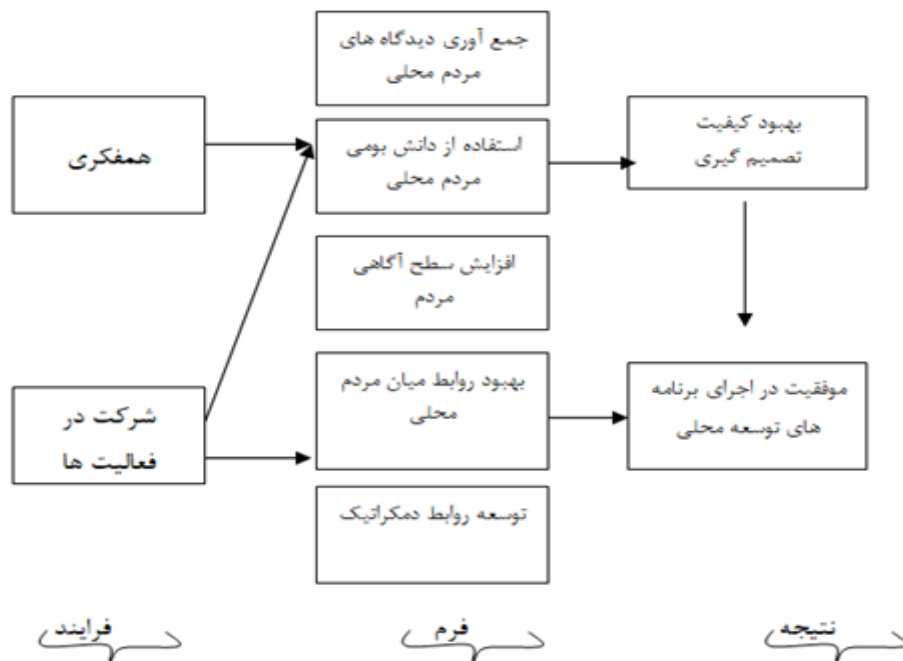 جمع آوری دیدگاه های
مردم محلی
همفکری
استفاده از دانش بومی
مردم محلی
بهبود کیفیت
تصمیم گیری
افزایش سطح آگاهی
مردم
شرکت در
فعالیت ها
بهبود روابط میان مردم
محلی
موفقیت در اجرای برنامه
های توسعه محلی
توسعه روابط دمکراتیک
فرایند
فرم
نتیجه